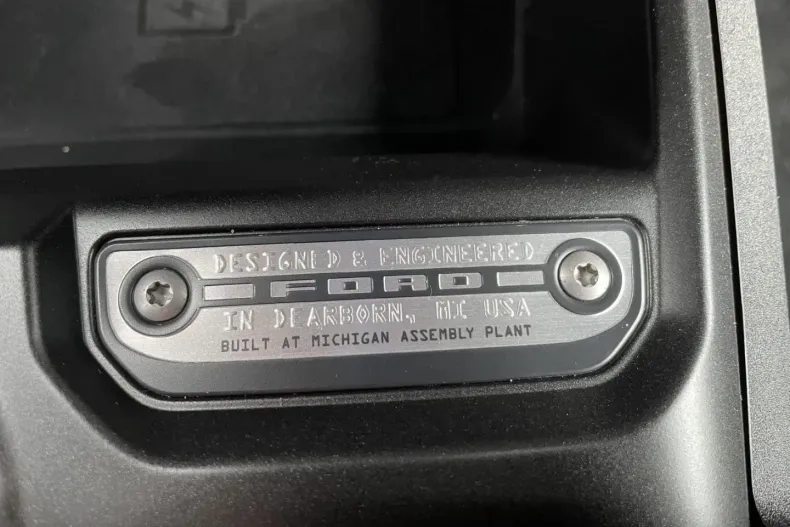 DESIGNED & ENGINEERED
FORD
IN DEARBORN, MI USA
BUILT AT MICHIGAN ASSEMBLY PLANT